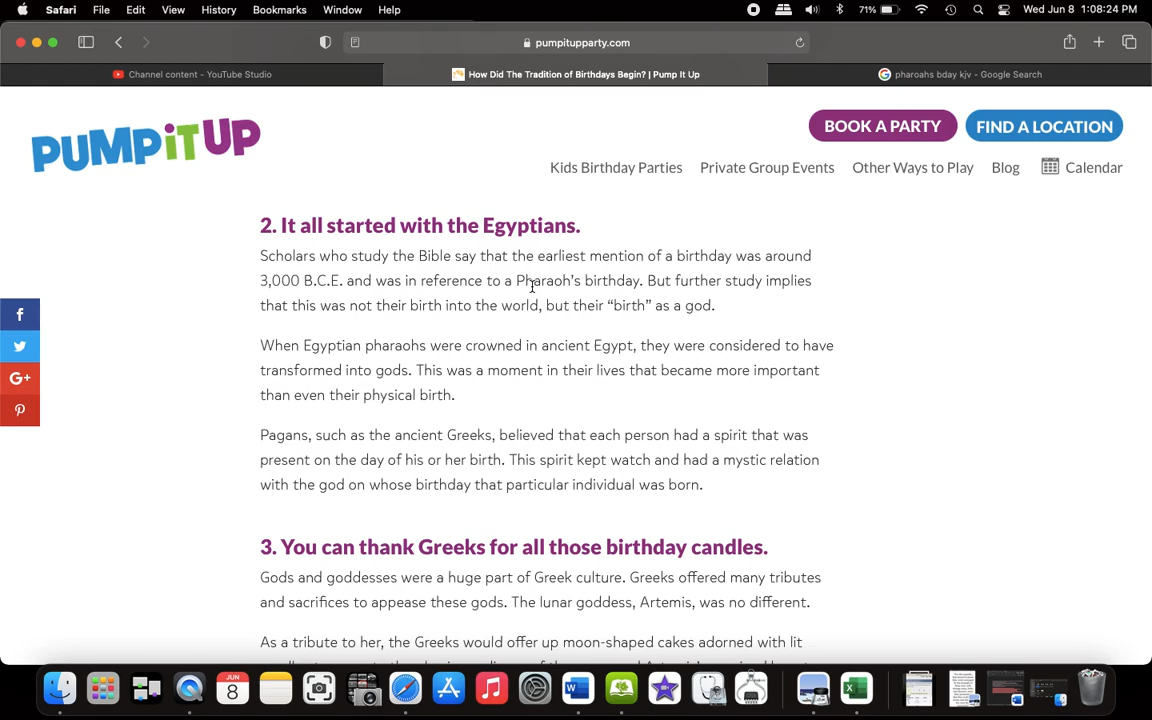 Safari File Edit View History Bookmarks Window Help 71% Wed Jun 8 1:08:24 PM
pumpitupparty.com
Channel content - YouTube Studio How Did The Tradition of Birthdays Begin? | Pump It Up pharoahs bday kjv - Google Search
PUMP iT UP
BOOK A PARTY FIND A LOCATION
Kids Birthday Parties Private Group Events Other Ways to Play Blog Calendar
2. It all started with the Egyptians.
Scholars who study the Bible say that the earliest mention of a birthday was around
3,000 B.C.E. and was in reference to a Pharaoh's birthday. But further study implies
that this was not their birth into the world, but their “birth” as a god.
When Egyptian pharaohs were crowned in ancient Egypt, they were considered to have
transformed into gods. This was a moment in their lives that became more important
than even their physical birth.
Pagans, such as the ancient Greeks, believed that each person had a spirit that was
present on the day of his or her birth. This spirit kept watch and had a mystic relation
with the god on whose birthday that particular individual was born.
3. You can thank Greeks for all those birthday candles.
Gods and goddesses were a huge part of Greek culture. Greeks offered many tributes
and sacrifices to appease these gods. The lunar goddess, Artemis, was no different.
As a tribute to her, the Greeks would offer up moon-shaped cakes adorned with lit
f
G+
JUN
8